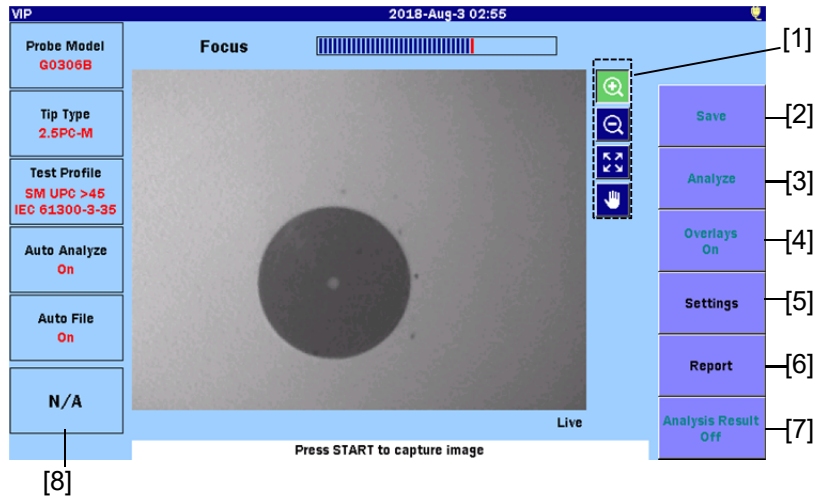 VIP
2018-Aug-3 02:55
Probe Model
G0306B
Focus
[1]
Tip Type
2.5PC-M
Save
[2]
Test Profile
SM UPC >45
IEC 61300-3-35
Analyze
[3]
Auto Analyze
On
Overlays
On
[4]
Auto File
On
Settings
[5]
Report
[6]
N/A
Live
Analysis Result
Off
[7]
Press START to capture image
[8]